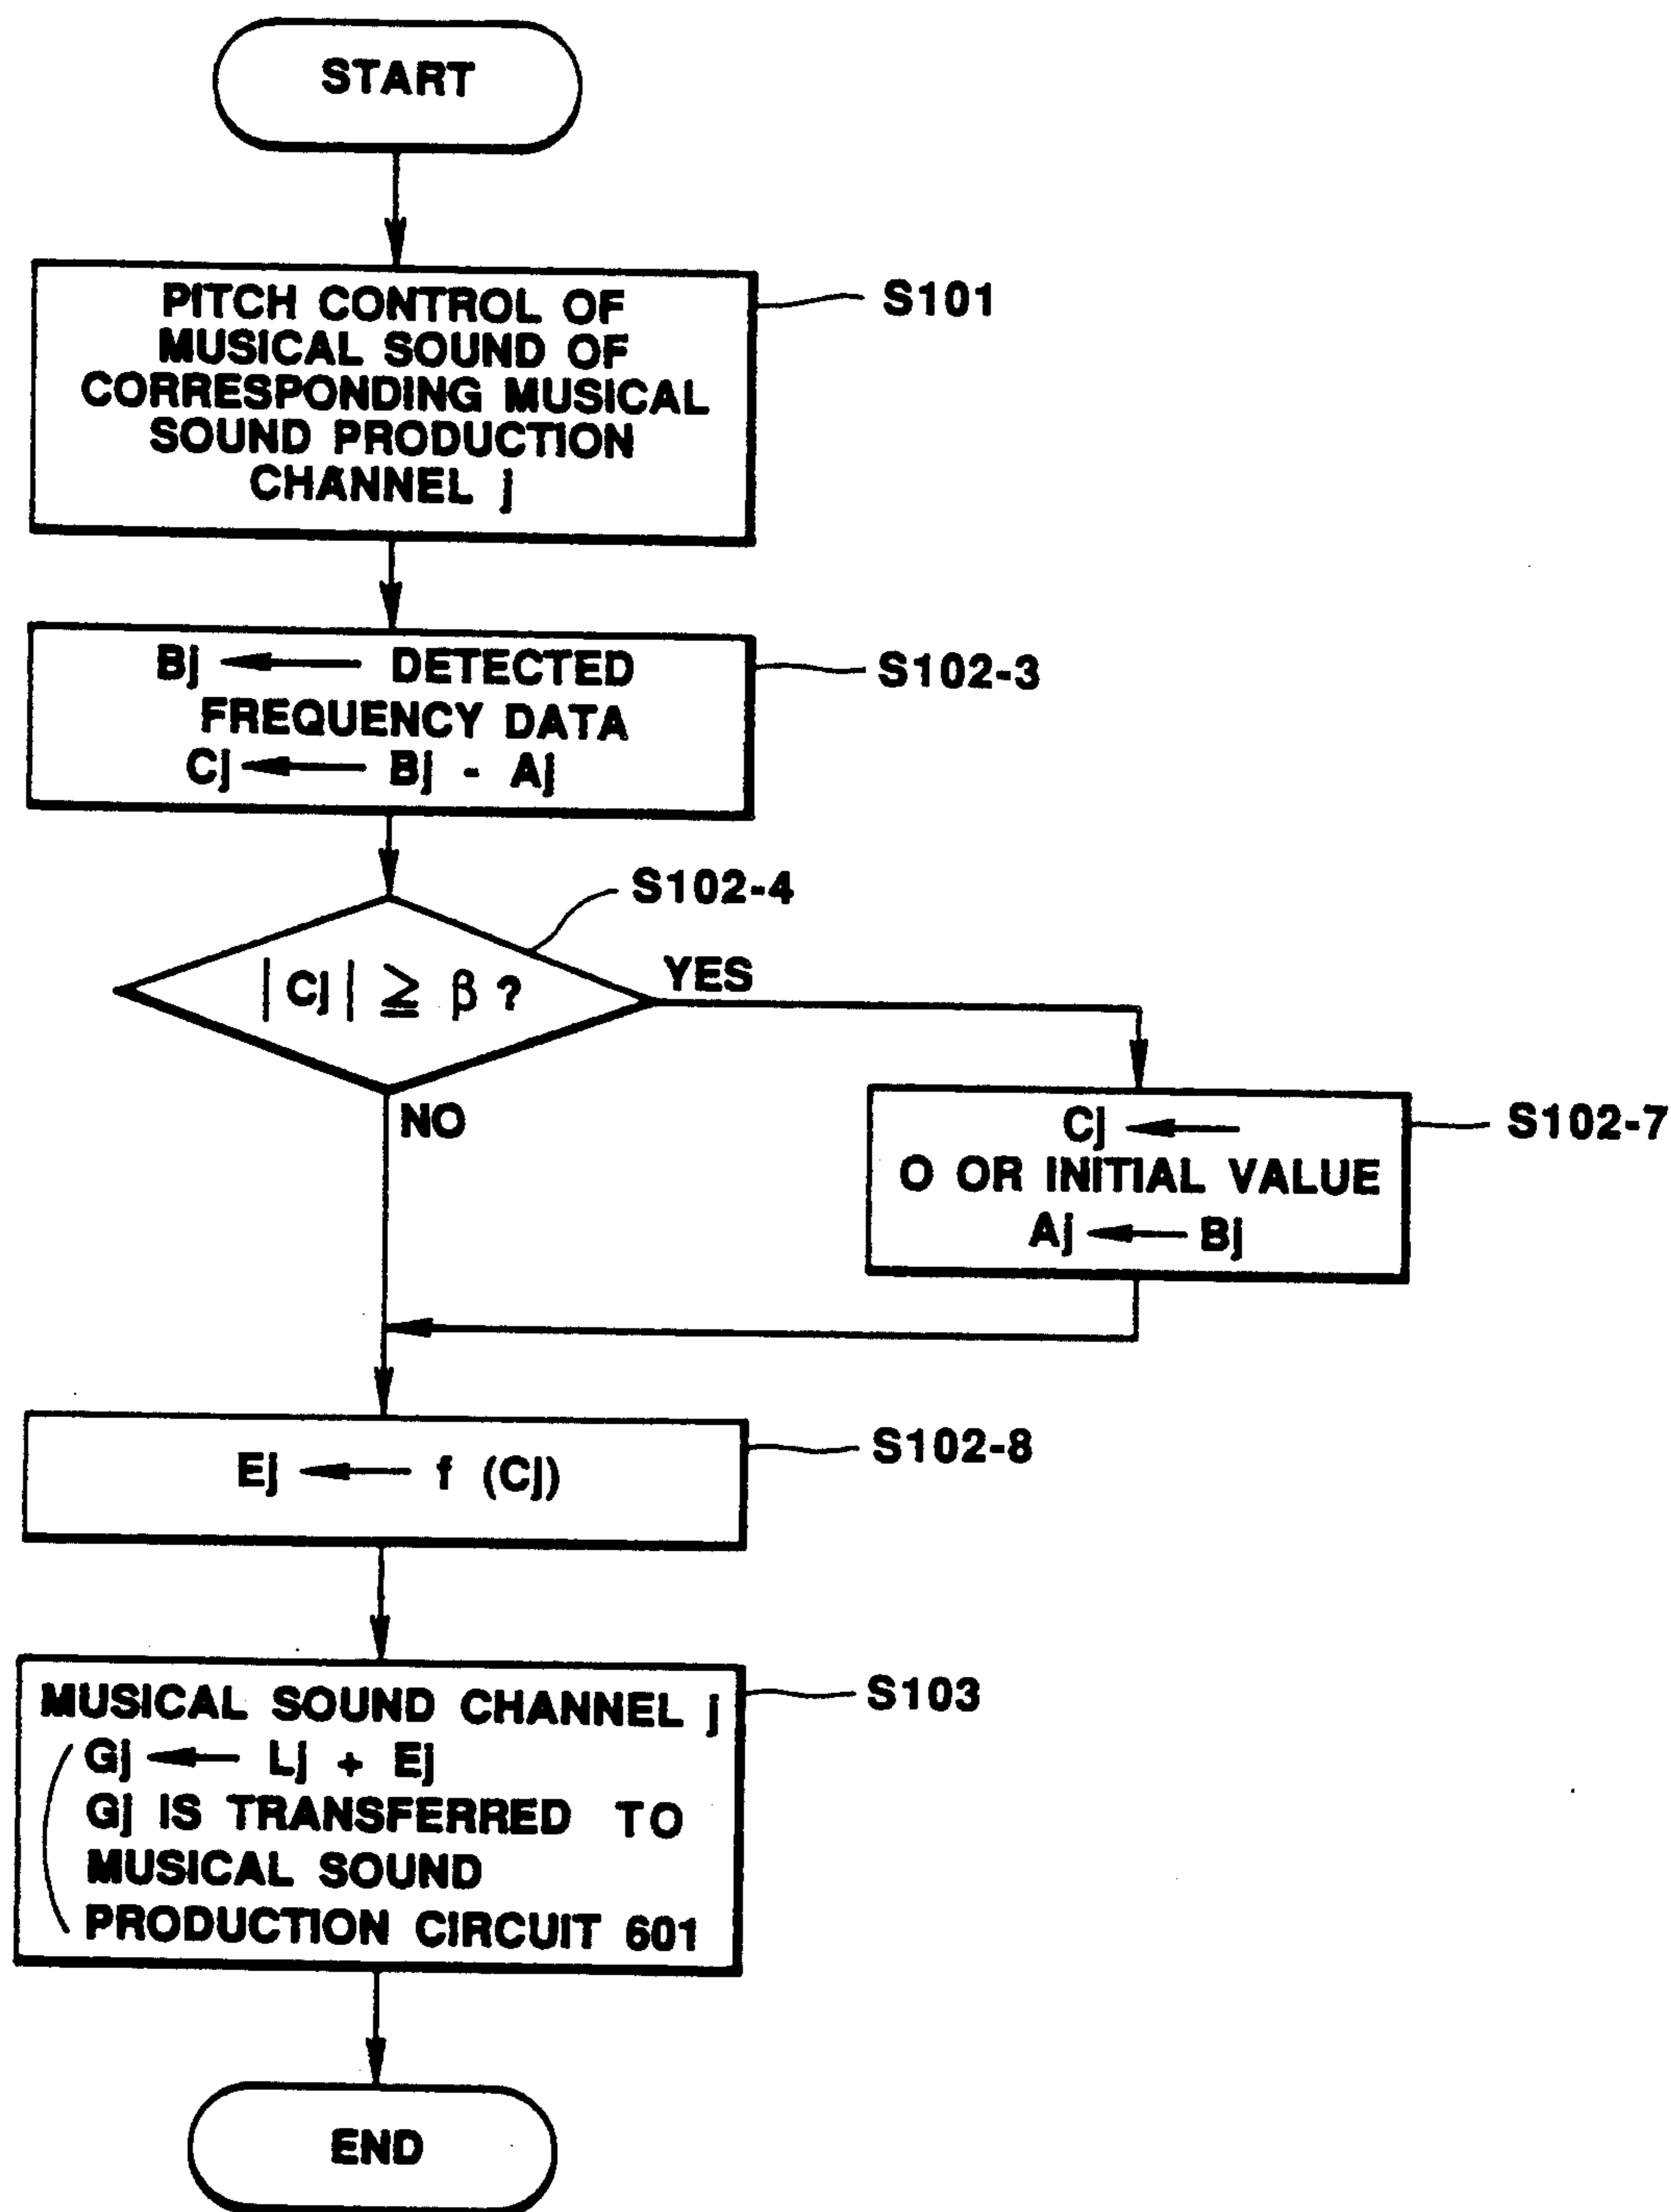 START
PITCH CONTROL OF
MUSICAL SOUND OF
CORRESPONDING MUSICAL
SOUND PRODUCTION
CHANNEL j
S101
Bj ← DETECTED
FREQUENCY DATA
Cj ← Bj - Aj
S102-3
S102-4
| Cj | ≧ β ?
YES
NO
Cj ←
O OR INITIAL VALUE
Aj ← Bj
S102-7
Ej ← f (Cj)
S102-8
MUSICAL SOUND CHANNEL j
Gj ← Lj + Ej
Gj IS TRANSFERRED TO
MUSICAL SOUND
PRODUCTION CIRCUIT 601
S103
END